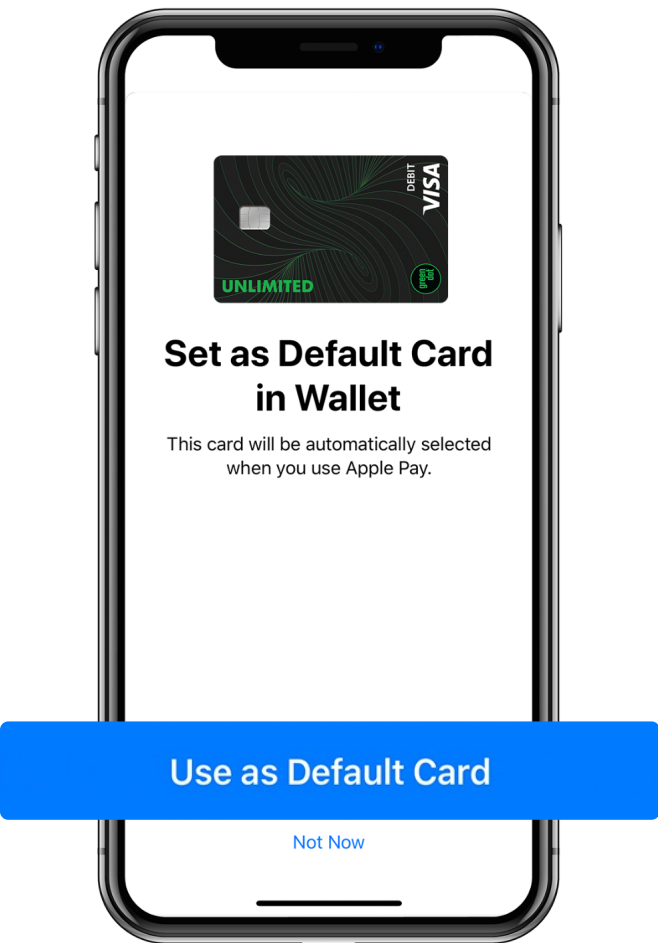 DEBIT
VISA
UNLIMITED
green
dot
Set as Default Card
in Wallet
This card will be automatically selected
when you use Apple Pay.
Use as Default Card
Not Now